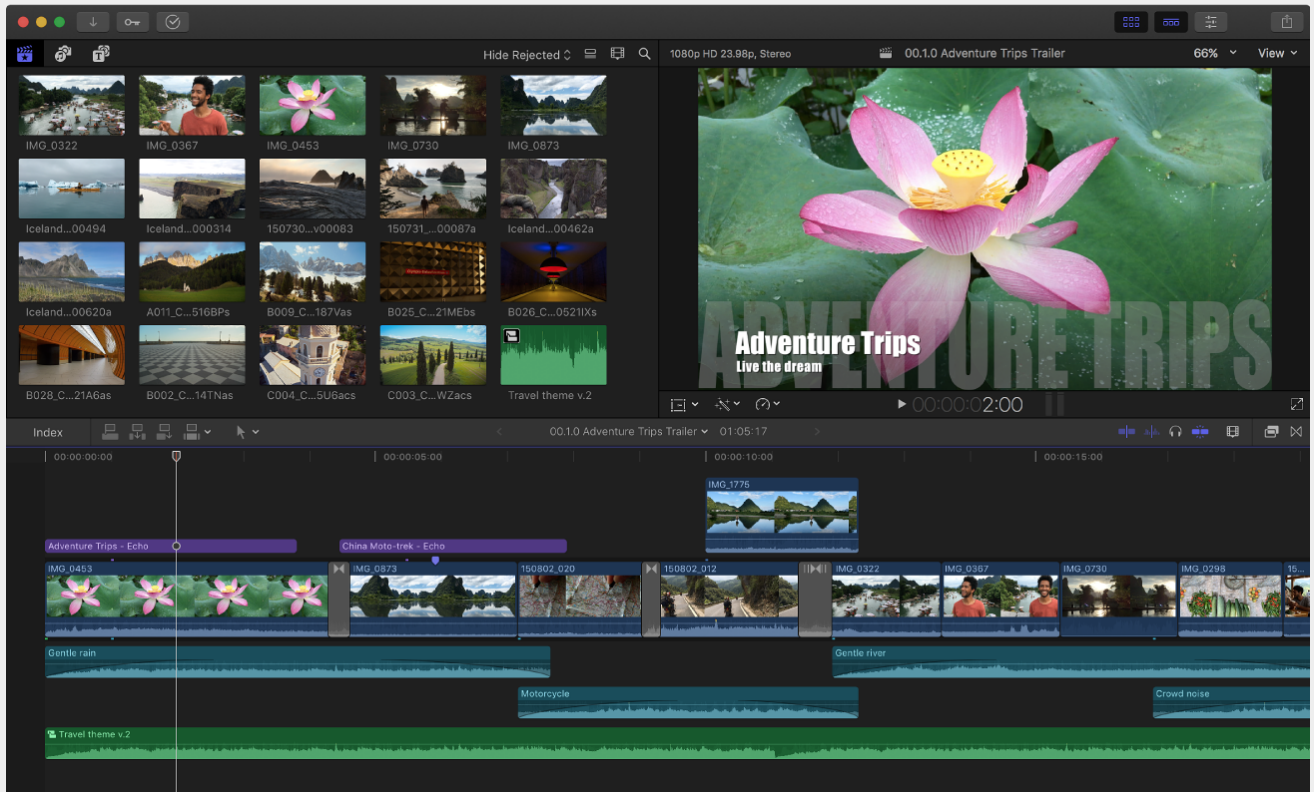 Hide Rejected
1080p HD 23.98p, Stereo
00.1.0 Adventure Trips Trailer
66%
View
IMG_0322
IMG_0367
IMG_0453
IMG_0730
IMG_0873
Iceland...00494
Iceland...000314
150730...v00083
150731_...00087a
Iceland...00462a
Iceland...00620a
A011_C...516BPs
B009_C...187Vas
B025_C...21MEbs
B026_C...0521IXs
B028_C...21A6as
B002_C...14TNas
C004_C...5U6acs
C003_C...WZacs
Travel theme v.2
ADVENTURE TRIPS
Adventure Trips
Live the dream
00:00:02:00
Index
00.1.0 Adventure Trips Trailer
01:05:17
00:00:00:00
00:00:05:00
00:00:10:00
00:00:15:00
IMG_1775
Adventure Trips - Echo
China Moto-trek - Echo
IMG_0453
IMG_0873
150802_020
150802_012
IMG_0322
IMG_0367
IMG_0730
IMG_0298
15...
Gentle rain
Gentle river
Motorcycle
Crowd noise
Travel theme v.2